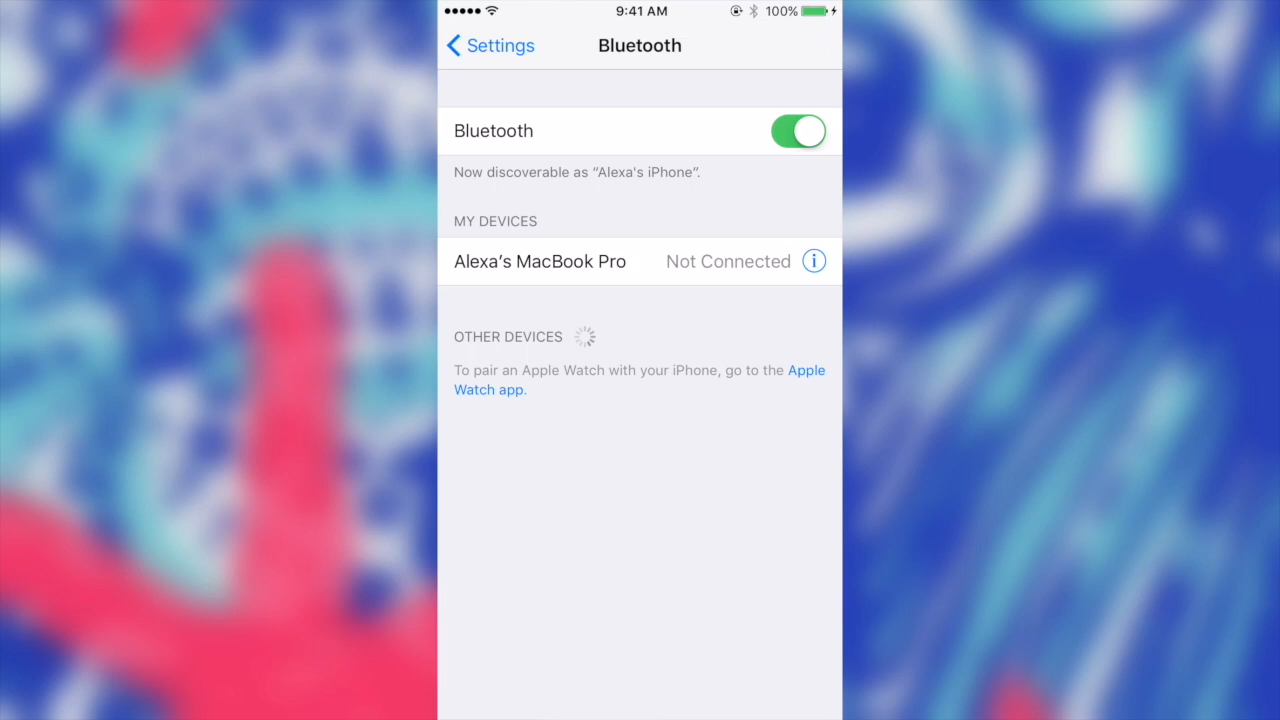 9:41 AM 100%
Settings Bluetooth
Bluetooth
Now discoverable as “Alexa's iPhone”.
MY DEVICES
Alexa’s MacBook Pro Not Connected i
OTHER DEVICES
To pair an Apple Watch with your iPhone, go to the Apple
Watch app.